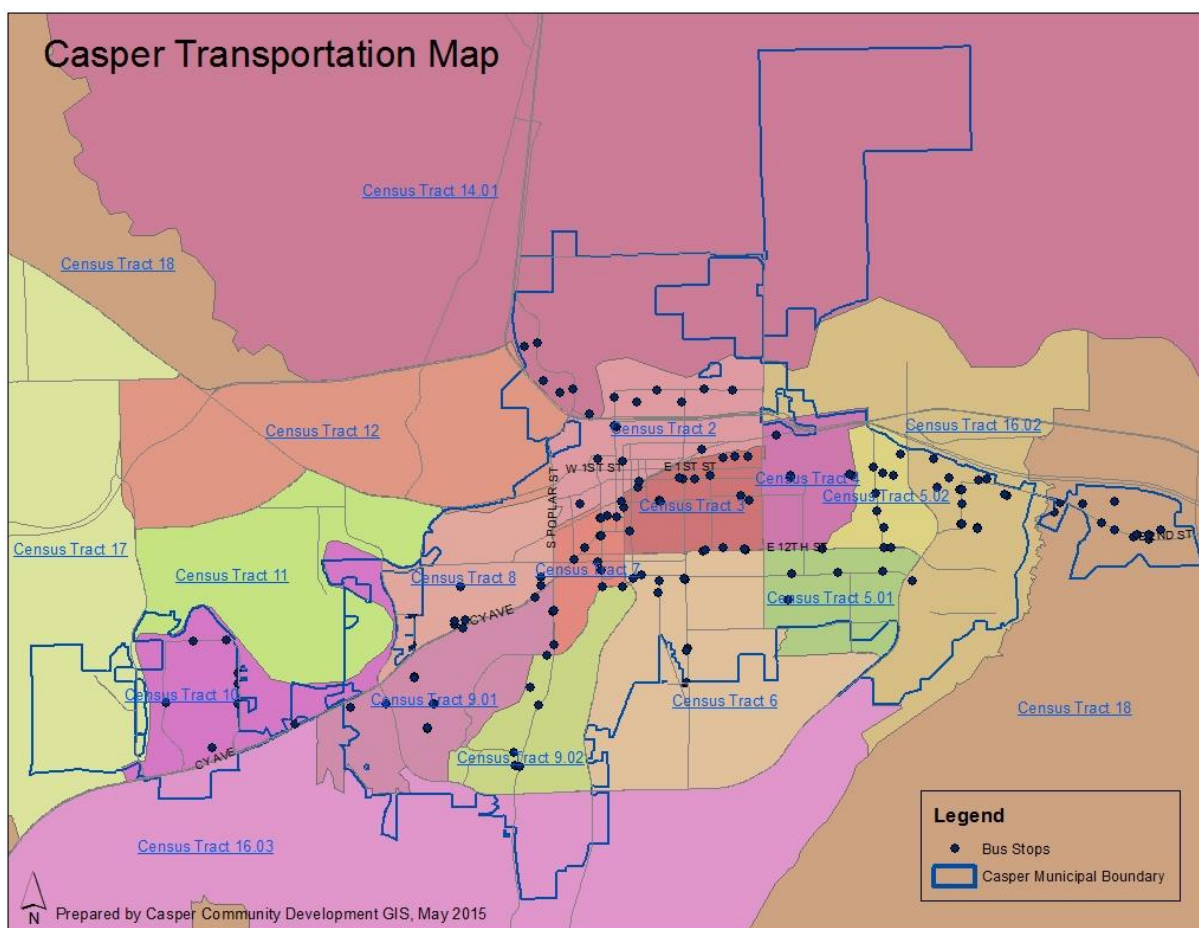 Casper Transportation Map
Census Tract 14.01
Census Tract 18
Census Tract 12
Census Tract 2
Census Tract 16.02
W 1ST ST
E 1ST ST
S POPLAR ST
Census Tract 4
Census Tract 5.02
Census Tract 3
E 2ND ST
Census Tract 17
E 12TH ST
Census Tract 11
Census Tract 8
Census Tract 7
Census Tract 5.01
CY AVE
Census Tract 10
Census Tract 9.01
Census Tract 6
Census Tract 18
CY AVE
Census Tract 9.02
Census Tract 16.03
Legend
Bus Stops
Casper Municipal Boundary
N
Prepared by Casper Community Development GIS, May 2015